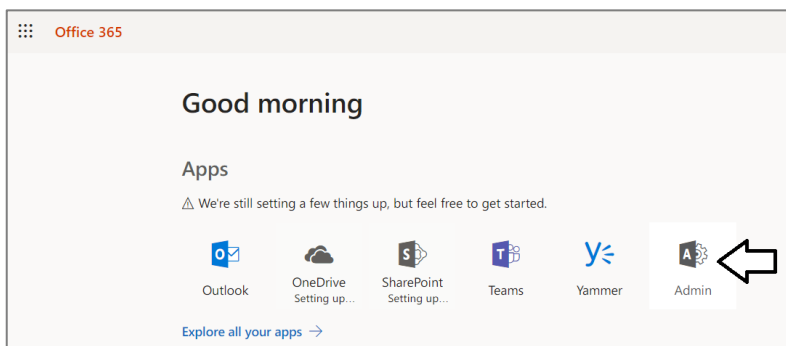 Office 365
Good morning
Apps
We're still setting a few things up, but feel free to get started.
Outlook
OneDrive
Setting up...
SharePoint
Setting up...
Teams
Yammer
Admin
Explore all your apps →